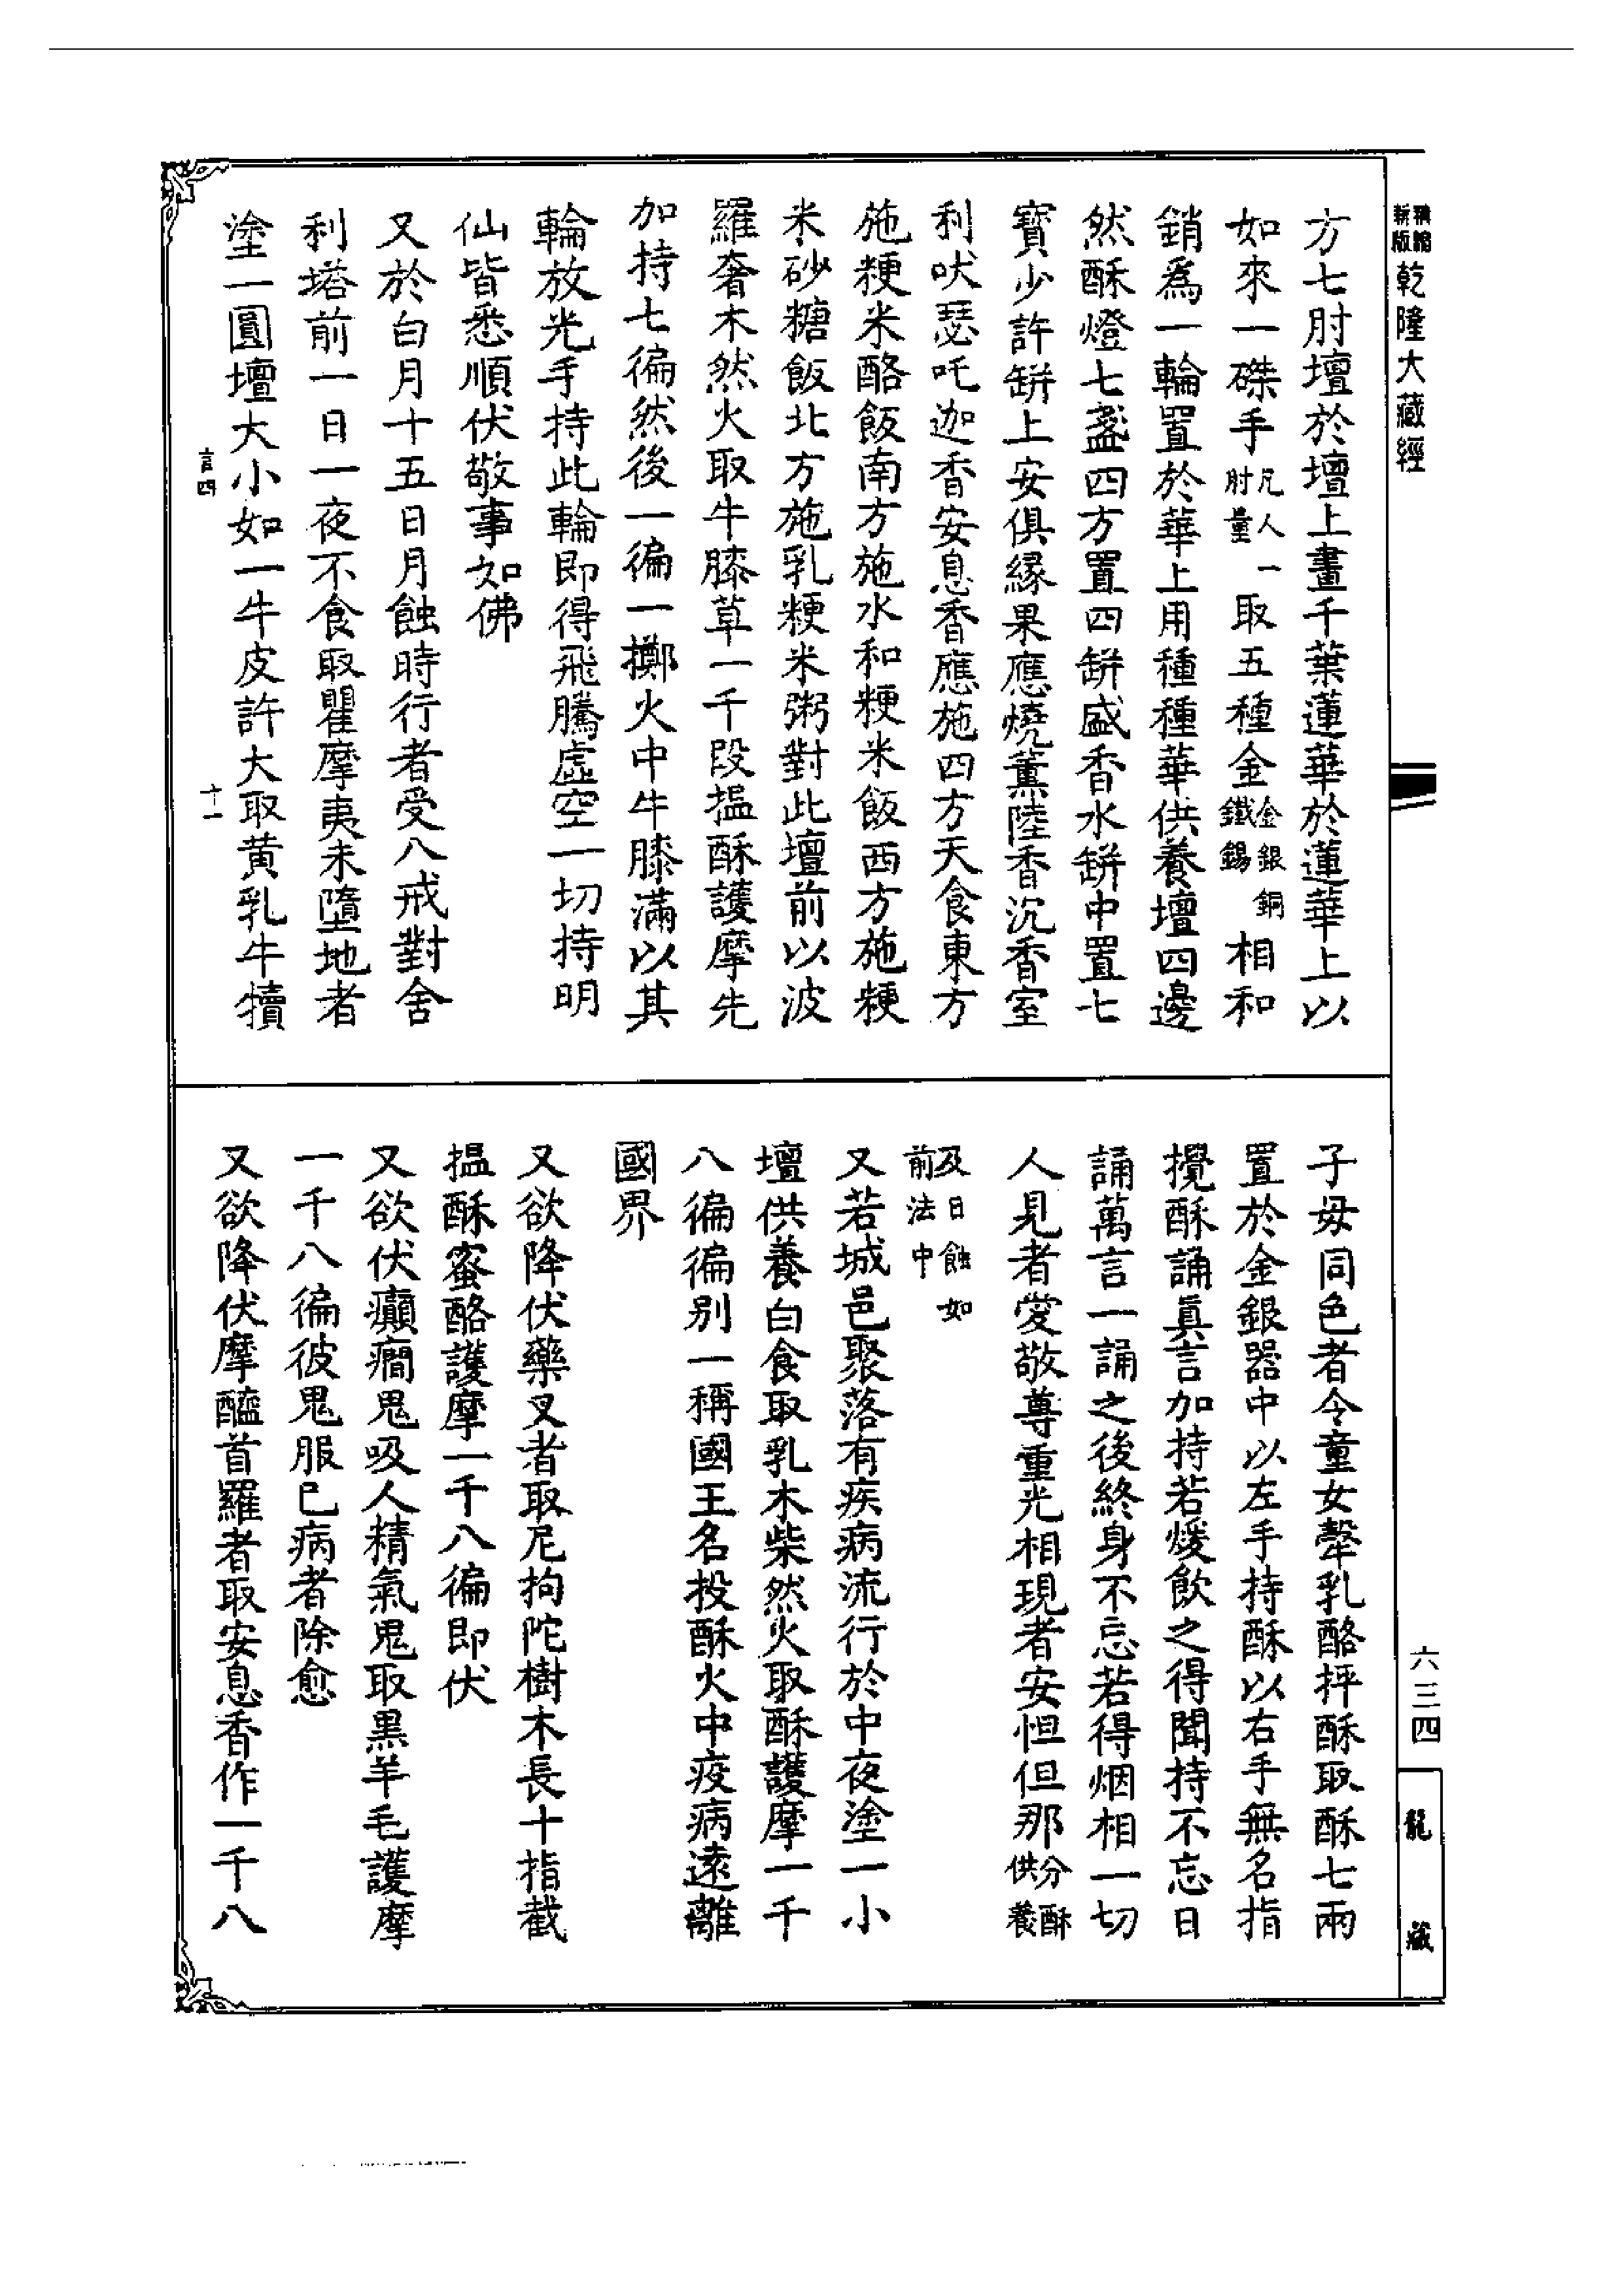 乾隆大藏經
方七肘壇於壇上畫千葉蓮華於蓮華上以
如來一磔手凡人一肘量取五種金金銀銅鐵錫相和
銷為一輪置於華上用種種華供養壇四邊
然酥燈七盞四方置四缾盛香水缾中置七
寶少許缾上安俱緣果應燒薰陸香沉香室
利吠瑟吒迦香安息香應施四方天食東方
施粳米酪飯南方施水和粳米飯西方施粳
米砂糖飯北方施乳粳米粥對此壇前以波
羅奢木然火取牛膝草一千段揾酥護摩先
加持七徧然後一徧一擲火中牛膝滿以其
輪放光手持此輪即得飛騰虛空一切持明
仙皆悉順伏敬事如佛
又於白月十五日月蝕時行者受八戒對舍
利塔前一日一夜不食取瞿摩夷未墮地者
塗一圓壇大小如一牛皮許大取黃乳牛犢
言四
十一
子母同色者令童女犛乳酪抨酥取酥七兩
置於金銀器中以左手持酥以右手無名指
攪酥誦眞言加持若煖飲之得聞持不忘日
誦萬言一誦之後終身不忘若得烟相一切
人見者愛敬尊重光相現者安怛但那分酥供養
及日蝕如前法中
又若城邑聚落有疾病流行於中夜塗一小
壇供養白食取乳木柴然火取酥護摩一千
八徧徧別一稱國王名投酥火中疫病遠離
國界
又欲降伏藥叉者取尼拘陀樹木長十指截
揾酥蜜酪護摩一千八徧即伏
又欲伏癲癇鬼吸人精氣鬼取黑羊毛護摩
一千八徧彼鬼服已病者除愈
又欲降伏摩醯首羅者取安息香作一千八
六三四
龍藏